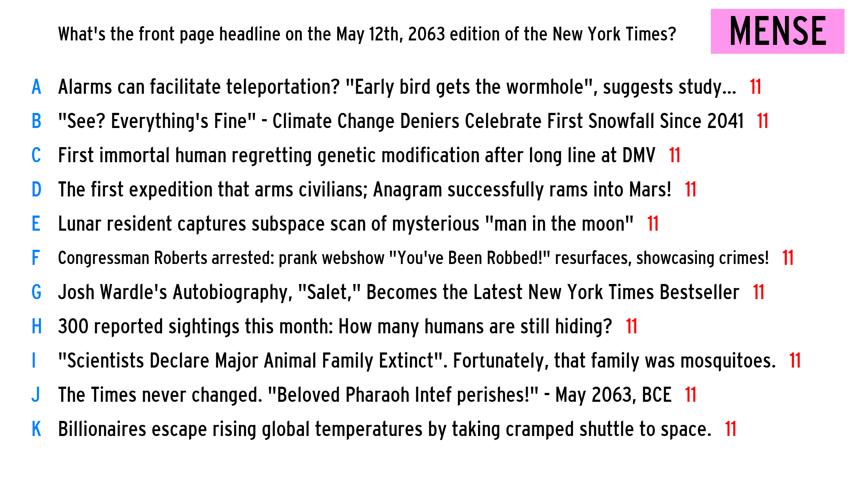 What's the front page headline on the May 12th, 2063 edition of the New York Times?
MENSE
A Alarms can facilitate teleportation? "Early bird gets the wormhole", suggests study... 11
B "See? Everything's Fine" - Climate Change Deniers Celebrate First Snowfall Since 2041 11
C First immortal human regretting genetic modification after long line at DMV 11
D The first expedition that arms civilians; Anagram successfully rams into Mars! 11
E Lunar resident captures subspace scan of mysterious "man in the moon" 11
F Congressman Roberts arrested: prank webshow "You've Been Robbed!" resurfaces, showcasing crimes! 11
G Josh Wardle's Autobiography, "Salet," Becomes the Latest New York Times Bestseller 11
H 300 reported sightings this month: How many humans are still hiding? 11
I "Scientists Declare Major Animal Family Extinct". Fortunately, that family was mosquitoes. 11
J The Times never changed. "Beloved Pharaoh Intef perishes!" - May 2063, BCE 11
K Billionaires escape rising global temperatures by taking cramped shuttle to space. 11